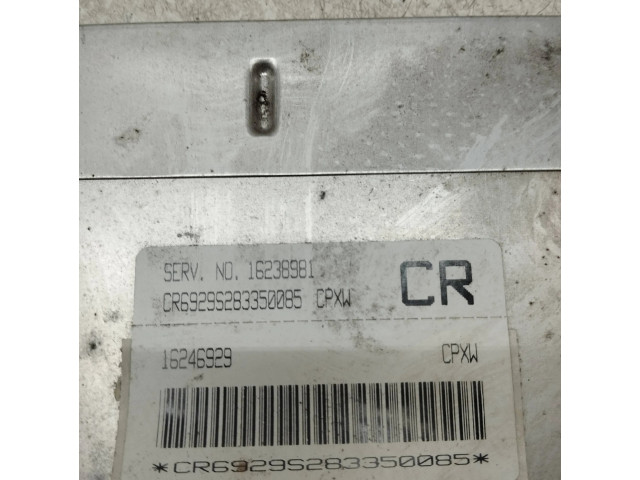 SERV. NO. 16238981
CR6929S283350085 CPXW CR
16246929 CPXW
*CR6929S283350085*